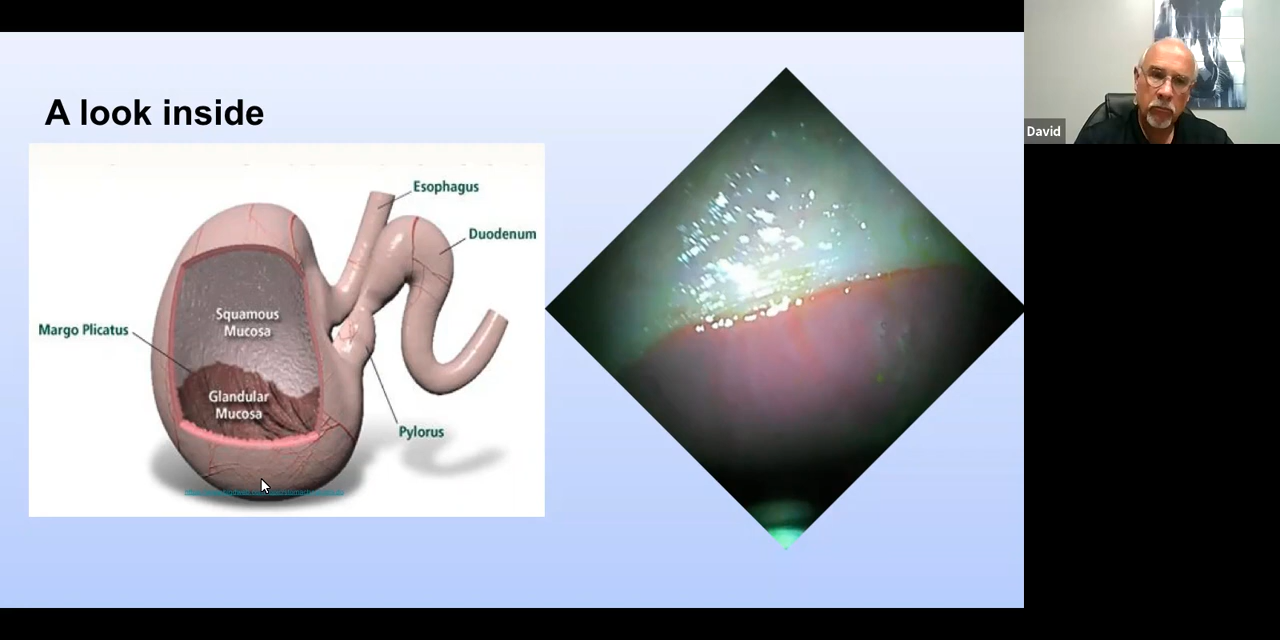 A look inside
Esophagus
Duodenum
Squamous
Mucosa
Margo Plicatus
Glandular
Mucosa
Pylorus
David